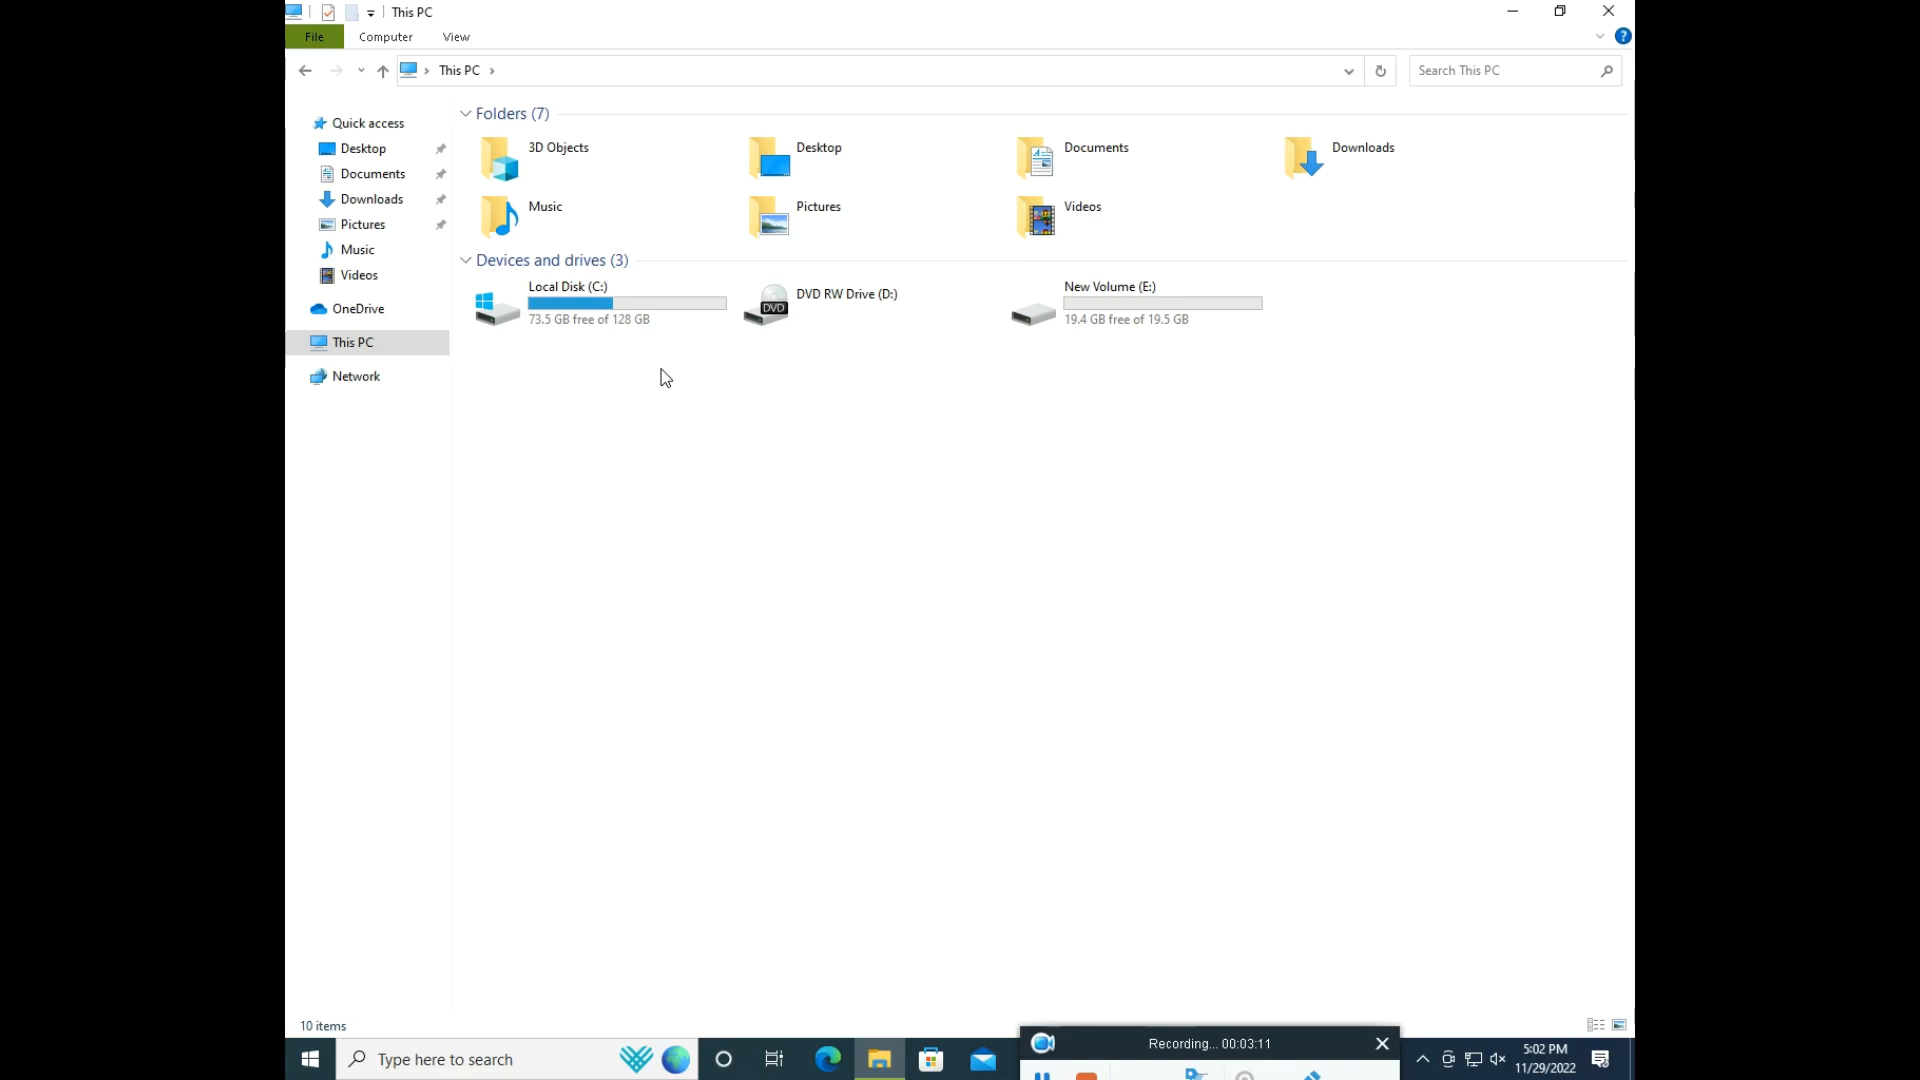 This PC
File Computer View
This PC
Search This PC
Quick access
Desktop
Documents
Downloads
Pictures
Music
Videos
OneDrive
This PC
Network
Folders (7)
3D Objects
Desktop
Documents
Downloads
Music
Pictures
Videos
Devices and drives (3)
Local Disk (C:)
73.5 GB free of 128 GB
DVD RW Drive (D:)
DVD
New Volume (E:)
19.4 GB free of 19.5 GB
10 items
Type here to search
Recording... 00:03:11
5:02 PM
11/29/2022